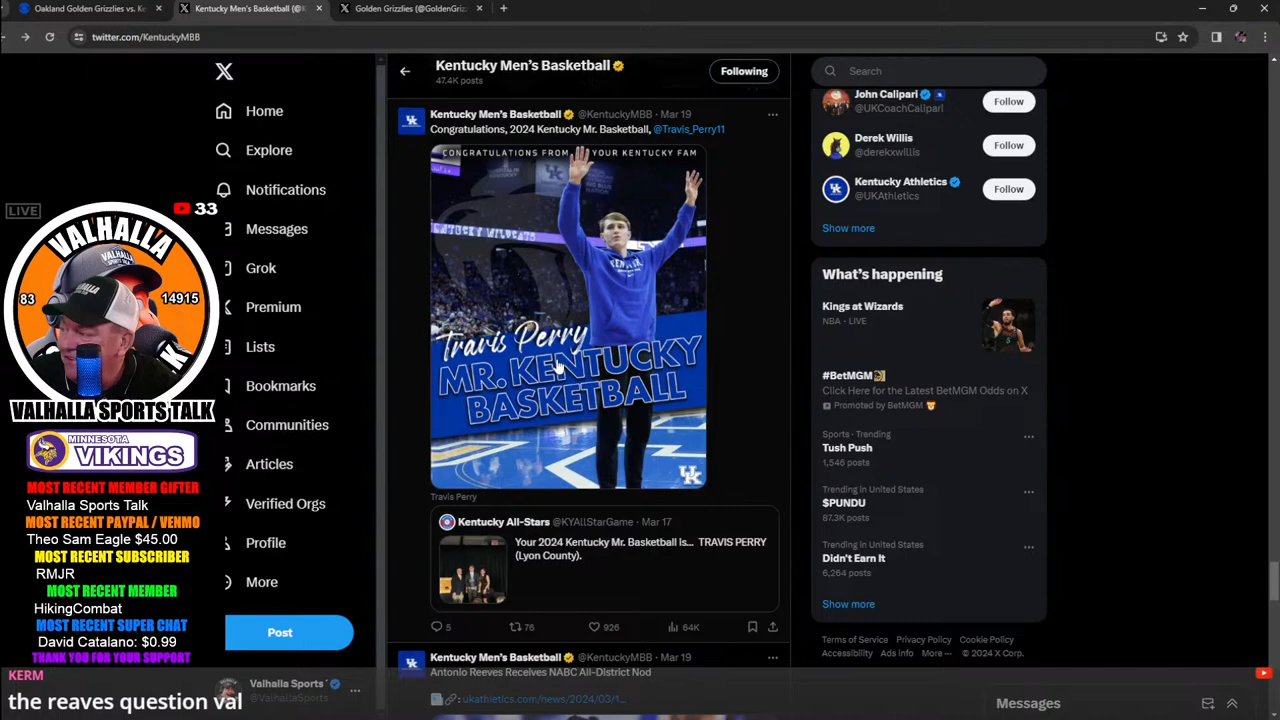 Oakland Golden Grizzlies vs. K
Kentucky Men's Basketball (@K
Golden Grizzlies (@GoldenGriz
twitter.com/KentuckyMBB
Home
Explore
Notifications
Messages
Grok
Premium
Lists
Bookmarks
Communities
Articles
Verified Orgs
Profile
More
Post
Valhalla Sports
@ValhallaSports
LIVE
33
VALHALLA
83
14915
VALHALLA SPORTS TALK
MINNESOTA
VIKINGS
MOST RECENT MEMBER GIFTER
Valhalla Sports Talk
MOST RECENT PAYPAL / VENMO
Theo Sam Eagle $45.00
MOST RECENT SUBSCRIBER
RMJR
MOST RECENT MEMBER
HikingCombat
MOST RECENT SUPER CHAT
David Catalano: $0.99
THANK YOU FOR YOUR SUPPORT
KERM
the reaves question val
Kentucky Men's Basketball
47.4K posts
Following
Kentucky Men's Basketball @KentuckyMBB · Mar 19
Congratulations, 2024 Kentucky Mr. Basketball, @Travis_Perry11
CONGRATULATIONS FROM YOUR KENTUCKY FAM
Travis Perry
MR. KENTUCKY
BASKETBALL
UK
Travis Perry
Kentucky All-Stars @KYAllStarGame · Mar 17
Your 2024 Kentucky Mr. Basketball is... TRAVIS PERRY
(Lyon County).
5
76
926
64K
Kentucky Men's Basketball @KentuckyMBB · Mar 19
Antonio Reeves Receives NABC All-District Nod
ukathletics.com/news/2024/03/1...
Search
John Calipari
@UKCoachCalipari
Follow
Derek Willis
@derekxwillis
Follow
Kentucky Athletics
@UKAthletics
Follow
Show more
What's happening
Kings at Wizards
NBA · LIVE
#BetMGM
Click Here for the Latest BetMGM Odds on X
Promoted by BetMGM
Sports · Trending
Tush Push
1,546 posts
Trending in United States
$PUNDU
87.3K posts
Trending in United States
Didn't Earn It
6,264 posts
Show more
Terms of Service Privacy Policy Cookie Policy
Accessibility Ads info More ··· © 2024 X Corp.
Messages